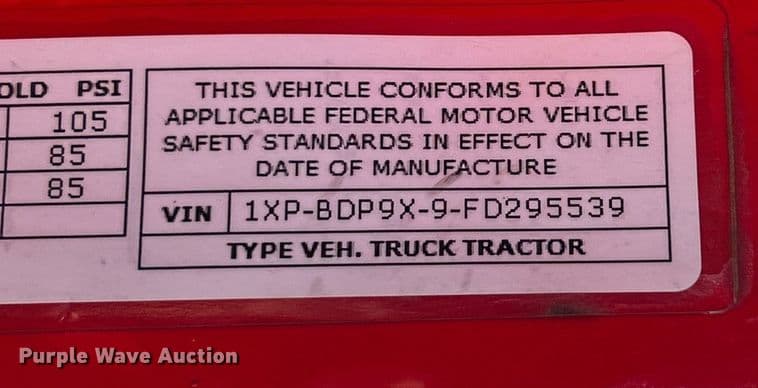 OLD PSI
105
85
85
THIS VEHICLE CONFORMS TO ALL
APPLICABLE FEDERAL MOTOR VEHICLE
SAFETY STANDARDS IN EFFECT ON THE
DATE OF MANUFACTURE
VIN 1XP-BDP9X-9-FD295539
TYPE VEH. TRUCK TRACTOR
Purple Wave Auction